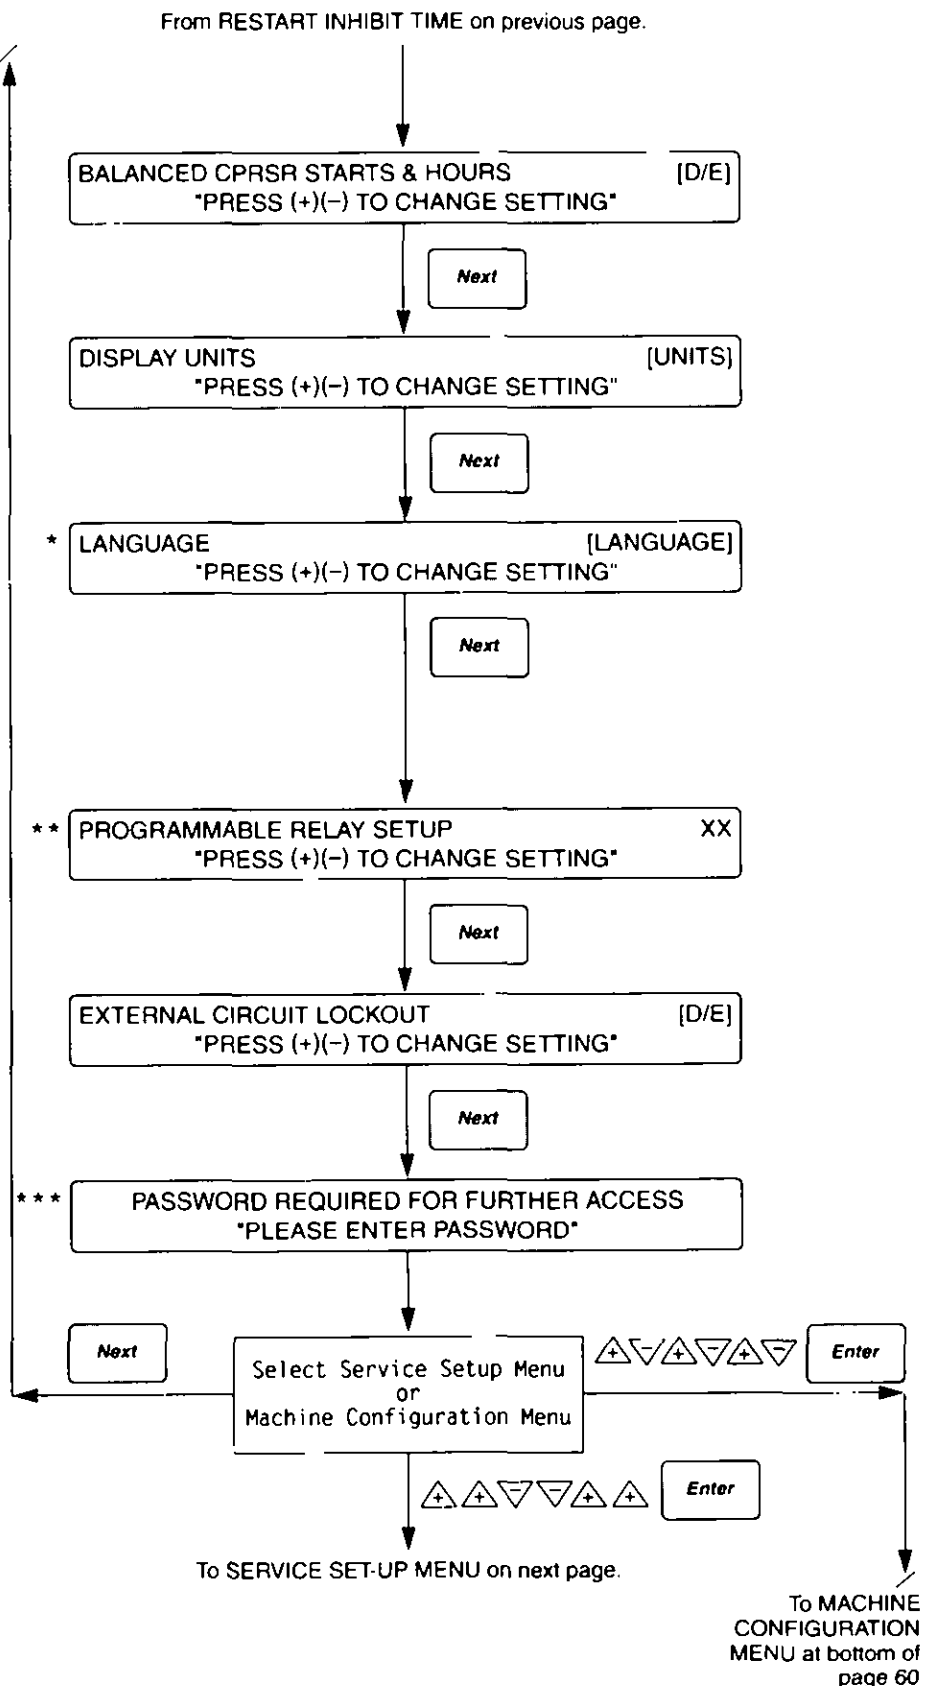 From RESTART INHIBIT TIME on previous page.
BALANCED CPRSR STARTS & HOURS [D/E]
"PRESS (+)(−) TO CHANGE SETTING"
Next
DISPLAY UNITS [UNITS]
"PRESS (+)(−) TO CHANGE SETTING"
Next
* LANGUAGE [LANGUAGE]
"PRESS (+)(−) TO CHANGE SETTING"
Next
** PROGRAMMABLE RELAY SETUP XX
"PRESS (+)(−) TO CHANGE SETTING"
Next
EXTERNAL CIRCUIT LOCKOUT [D/E]
"PRESS (+)(−) TO CHANGE SETTING"
Next
*** PASSWORD REQUIRED FOR FURTHER ACCESS
"PLEASE ENTER PASSWORD"
Next
Select Service Setup Menu
or
Machine Configuration Menu
+ − + − + − Enter
+ + − − + + Enter
To SERVICE SET-UP MENU on next page.
To MACHINE
CONFIGURATION
MENU at bottom of
page 60